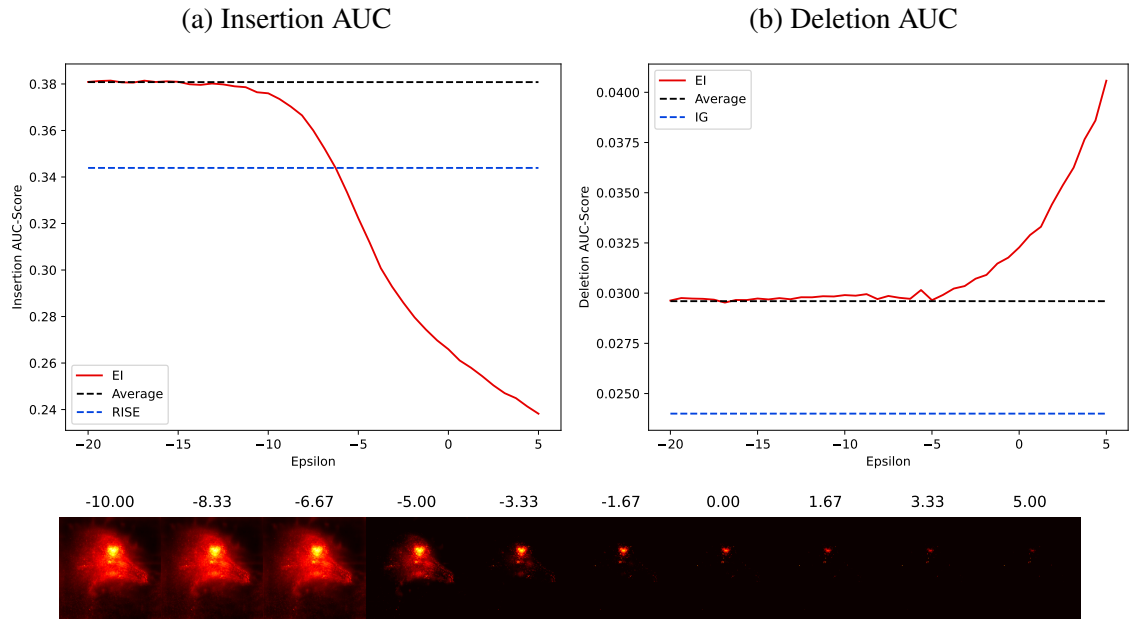 (a) Insertion AUC
(b) Deletion AUC
Insertion AUC-Score
0.38
0.36
0.34
0.32
0.30
0.28
0.26
0.24
EI
Average
RISE
−20 −15 −10 −5 0 5
Epsilon
Deletion AUC-Score
0.0400
0.0375
0.0350
0.0325
0.0300
0.0275
0.0250
EI
Average
IG
−20 −15 −10 −5 0 5
Epsilon
-10.00 -8.33 -6.67 -5.00 -3.33 -1.67 0.00 1.67 3.33 5.00